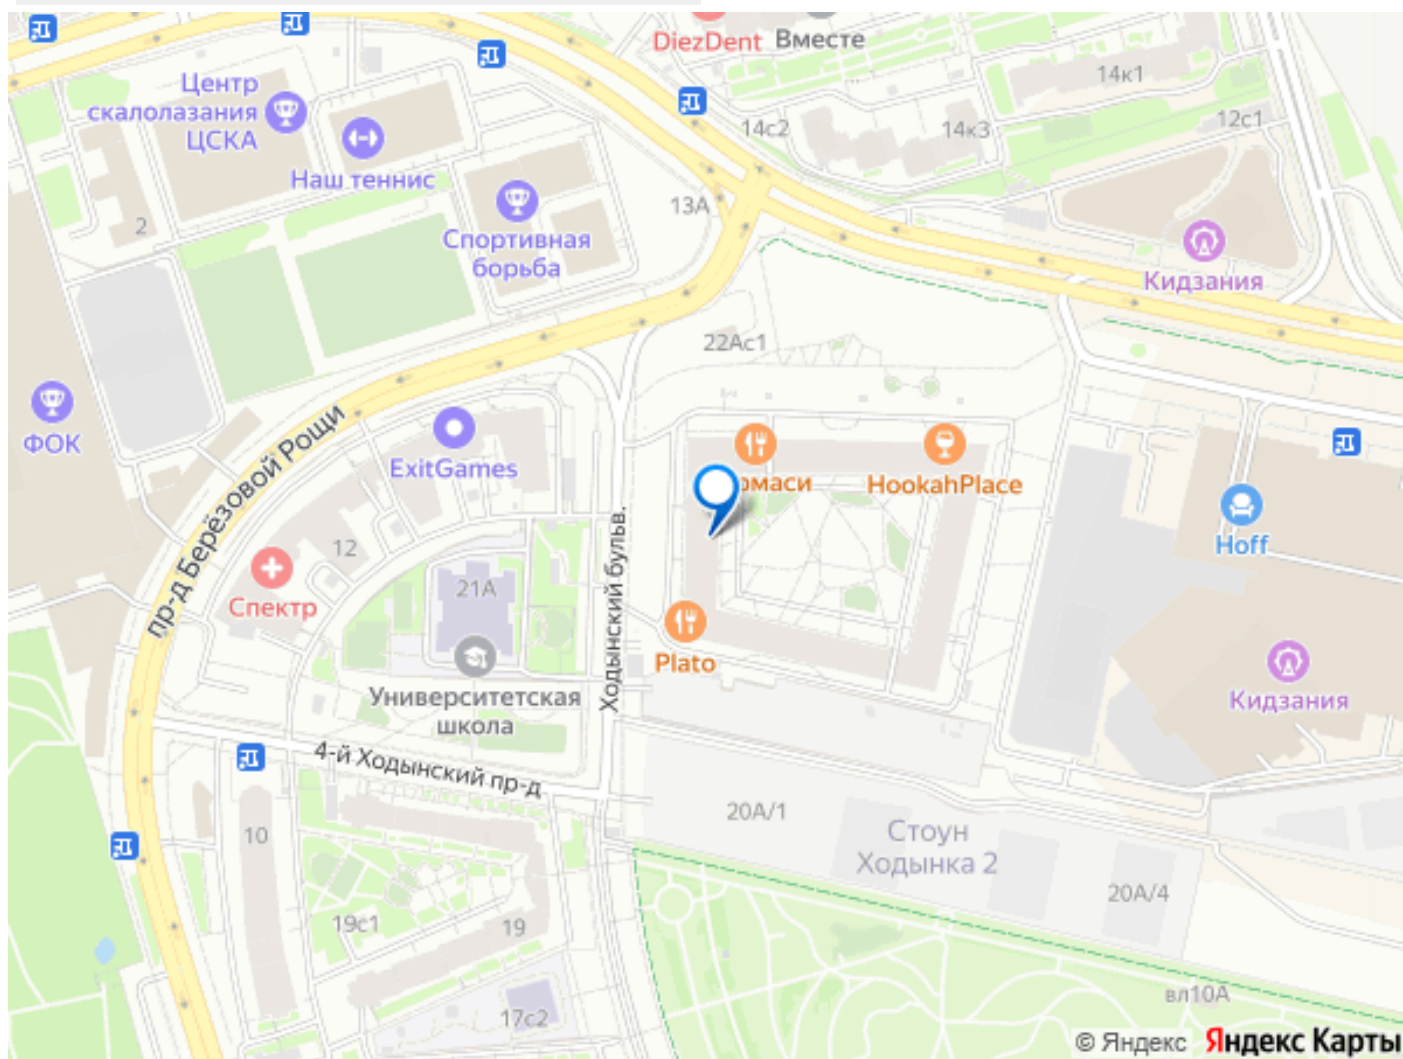 DiezDent
Вместе
14к1
Центр
скалолазания
ЦСКА
14с2
14к3
12с1
Наш теннис
13А
2
Спортивная
борьба
Кидзания
22Ас1
ФОК
ExitGames
омаси
HookahPlace
пр-д Берёзовой Рощи
Hoff
12
Спектр
21А
Ходынский бульв.
Plato
Университетская
школа
Кидзания
4-й Ходынский пр-д
20А/1
Стоун
Ходынка 2
10
20А/4
19с1
19
вл10А
17с2
© Яндекс Яндекс Карты